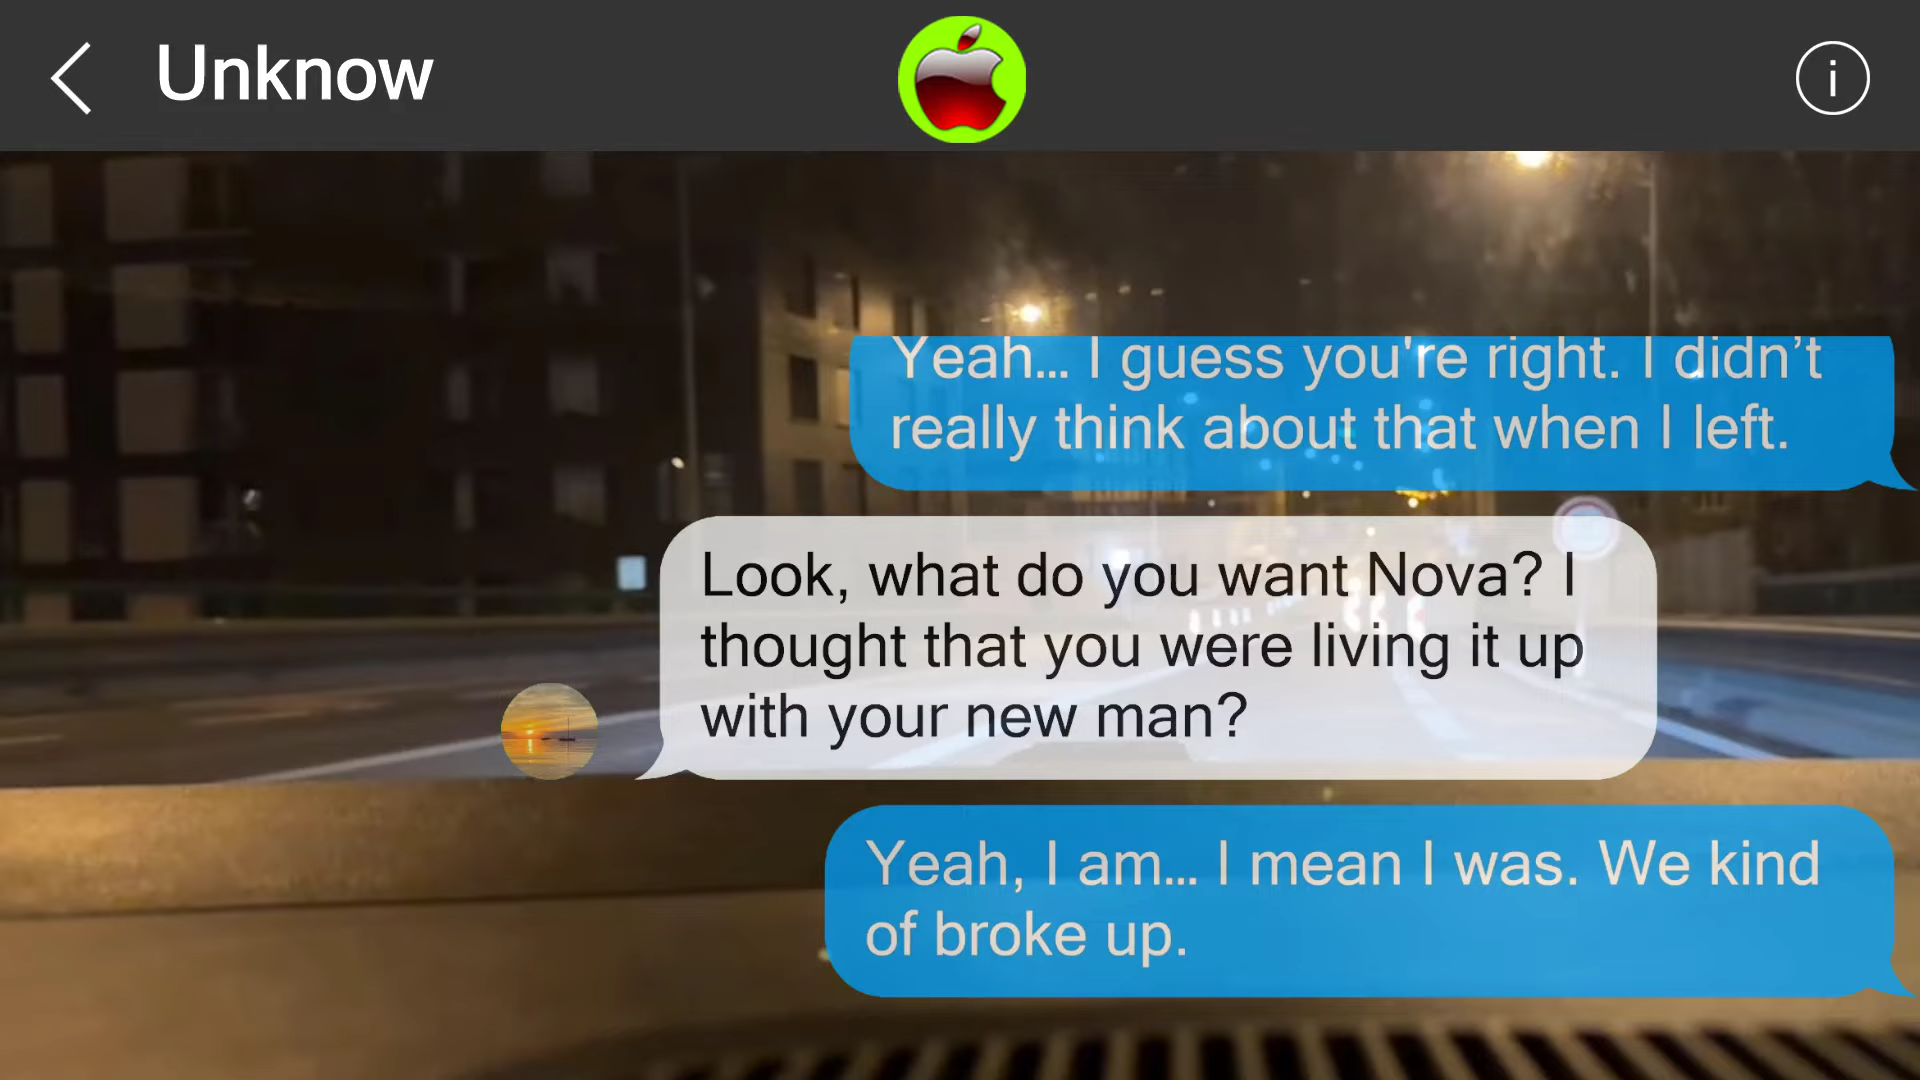 Unknow
i
Yeah... I guess you're right. I didn’t
really think about that when I left.
Look, what do you want Nova? I
thought that you were living it up
with your new man?
Yeah, I am... I mean I was. We kind
of broke up.